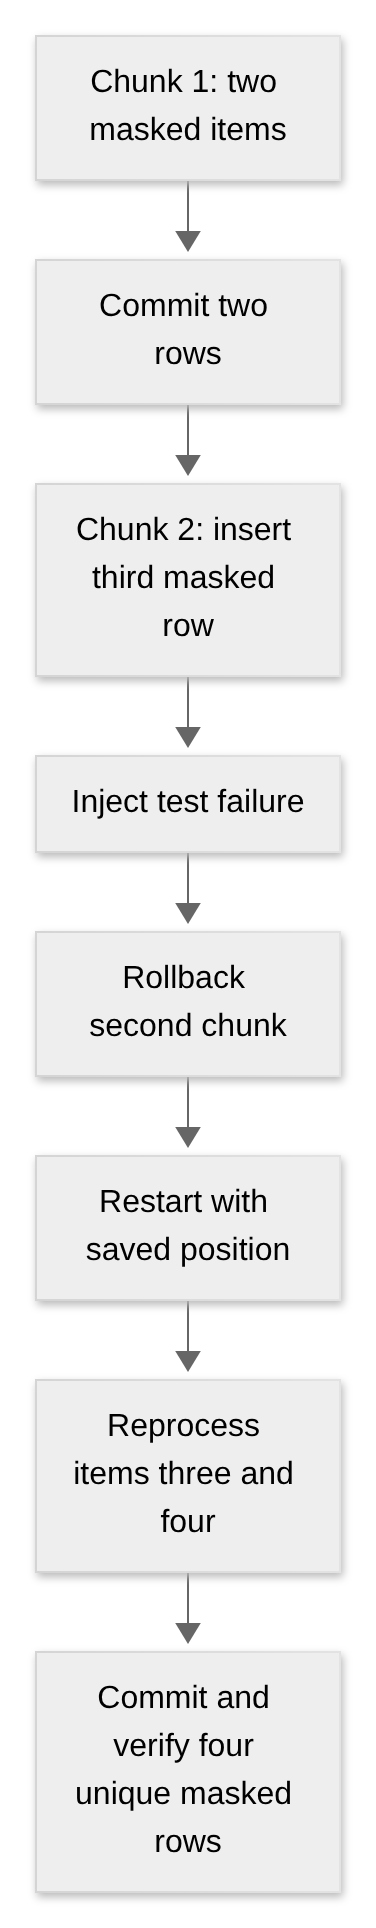 Chunk 1: two
masked items
Commit two
rows
Chunk 2: insert
third masked
row
Inject test failure
Rollback
second chunk
Restart with
saved position
Reprocess
items three and
four
Commit and
verify four
unique masked
rows